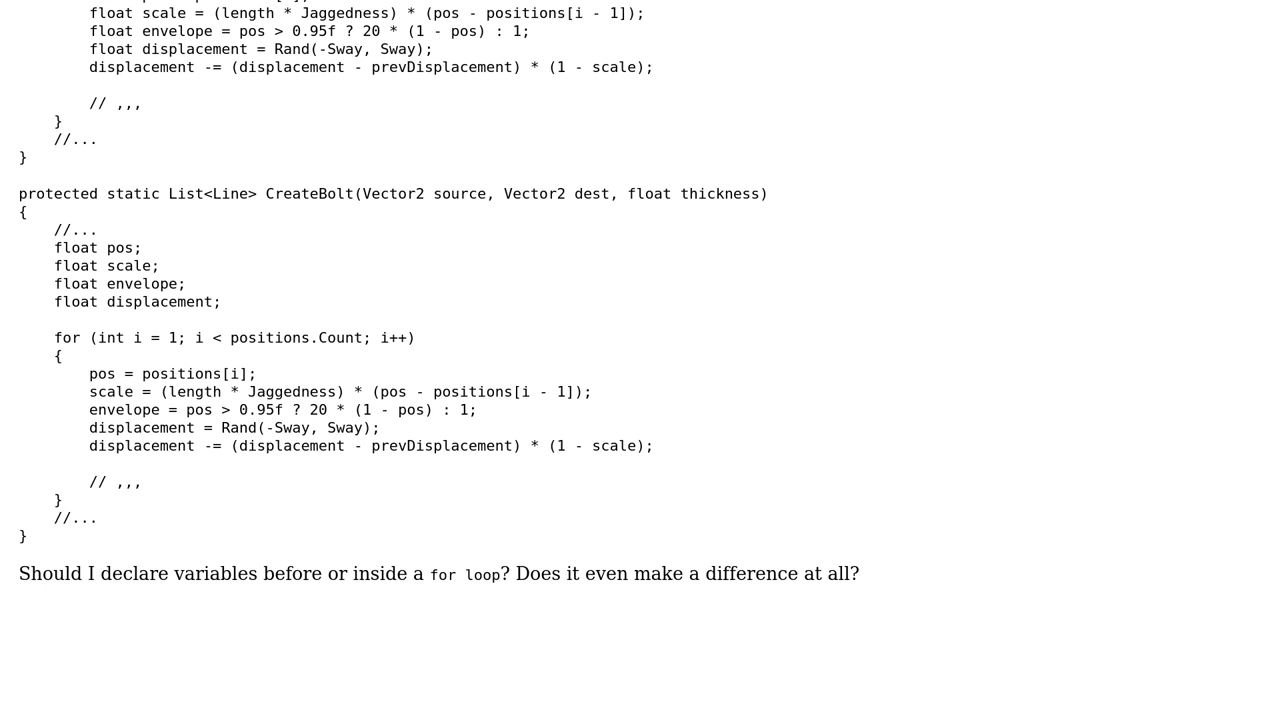 float scale = (length * Jaggedness) * (pos - positions[i - 1]);
        float envelope = pos > 0.95f ? 20 * (1 - pos) : 1;
        float displacement = Rand(-Sway, Sway);
        displacement -= (displacement - prevDisplacement) * (1 - scale);

        // ,,,
    }
    //...
}

protected static List<Line> CreateBolt(Vector2 source, Vector2 dest, float thickness)
{
    //...
    float pos;
    float scale;
    float envelope;
    float displacement;

    for (int i = 1; i < positions.Count; i++)
    {
        pos = positions[i];
        scale = (length * Jaggedness) * (pos - positions[i - 1]);
        envelope = pos > 0.95f ? 20 * (1 - pos) : 1;
        displacement = Rand(-Sway, Sway);
        displacement -= (displacement - prevDisplacement) * (1 - scale);

        // ,,,
    }
    //...
}

Should I declare variables before or inside a for loop? Does it even make a difference at all?